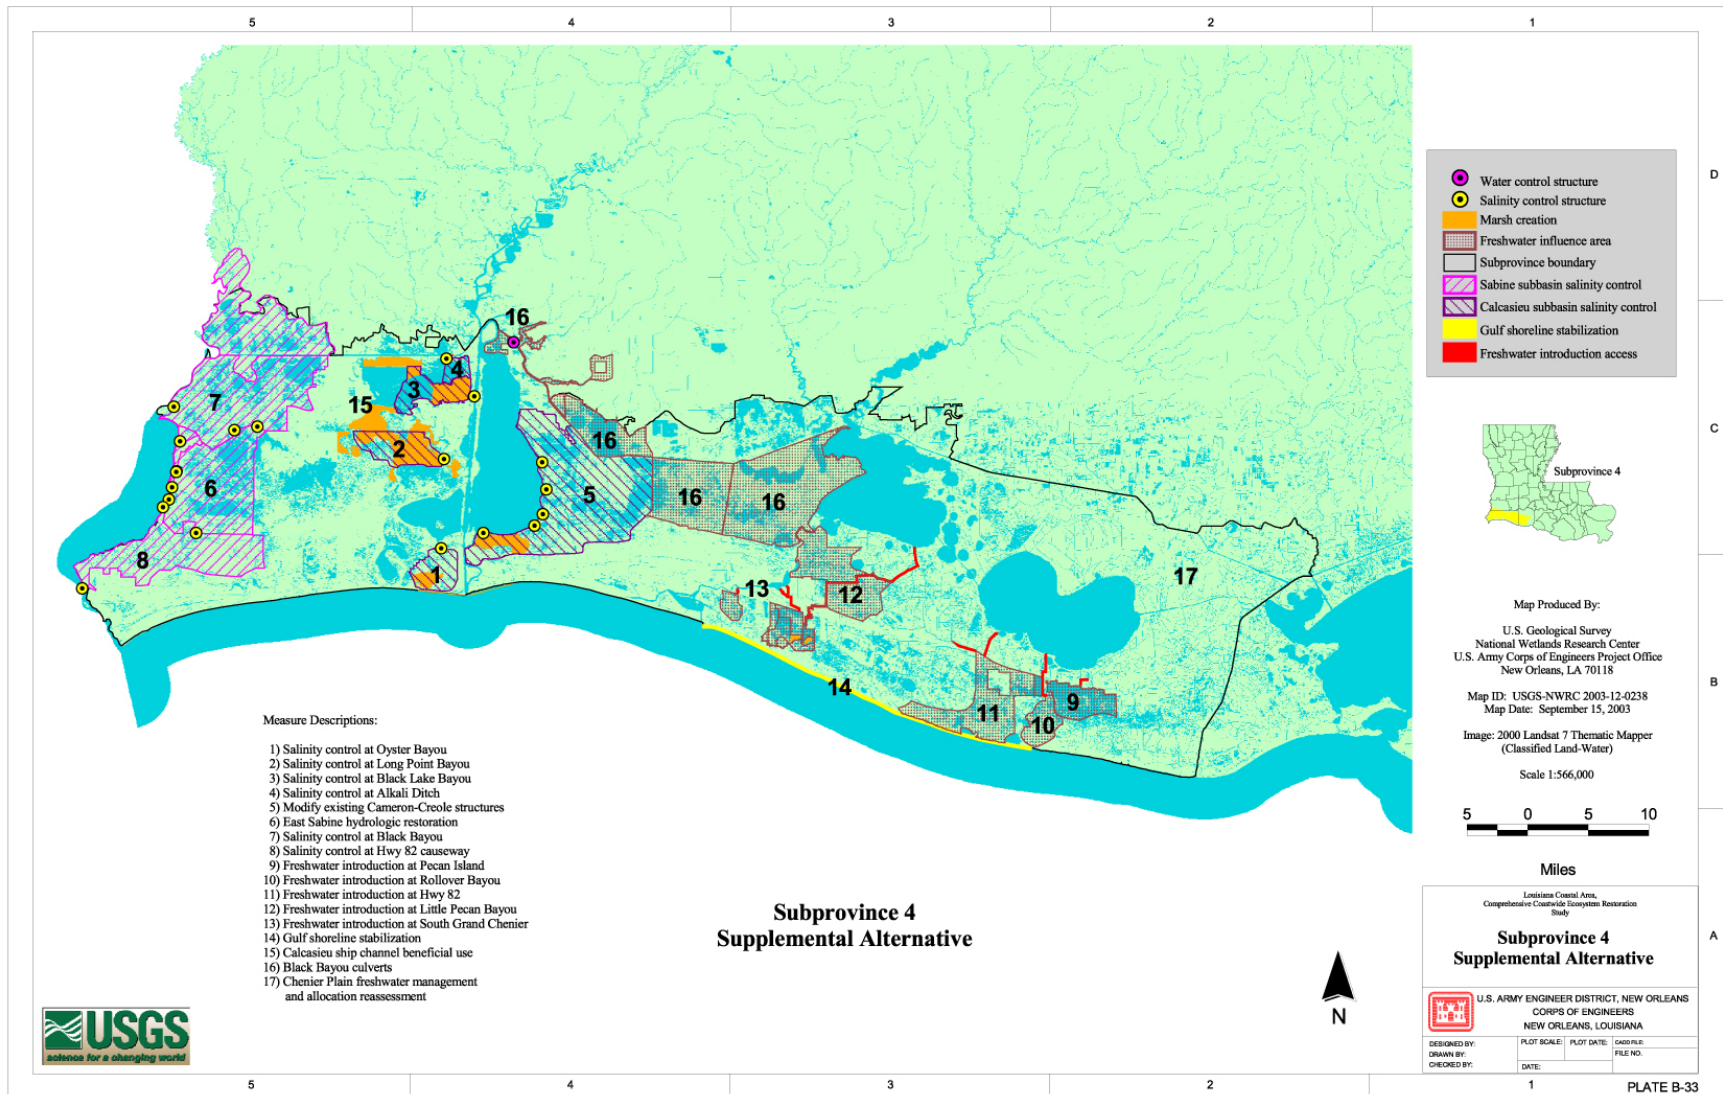 5 4 3 2 1
D
C
B
A
Water control structure
Salinity control structure
Marsh creation
Freshwater influence area
Subprovince boundary
Sabine subbasin salinity control
Calcasieu subbasin salinity control
Gulf shoreline stabilization
Freshwater introduction access
16
4
3
7
15
16
2
6
5
16
16
8
1
13
12
17
14
11
10
9
Subprovince 4
Map Produced By:
U.S. Geological Survey
National Wetlands Research Center
U.S. Army Corps of Engineers Project Office
New Orleans, LA 70118
Map ID: USGS-NWRC 2003-12-0238
Map Date: September 15, 2003
Image: 2000 Landsat 7 Thematic Mapper
(Classified Land-Water)
Scale 1:566,000
5 0 5 10
Miles
Measure Descriptions:
1) Salinity control at Oyster Bayou
2) Salinity control at Long Point Bayou
3) Salinity control at Black Lake Bayou
4) Salinity control at Alkali Ditch
5) Modify existing Cameron-Creole structures
6) East Sabine hydrologic restoration
7) Salinity control at Black Bayou
8) Salinity control at Hwy 82 causeway
9) Freshwater introduction at Pecan Island
10) Freshwater introduction at Rollover Bayou
11) Freshwater introduction at Hwy 82
12) Freshwater introduction at Little Pecan Bayou
13) Freshwater introduction at South Grand Chenier
14) Gulf shoreline stabilization
15) Calcasieu ship channel beneficial use
16) Black Bayou culverts
17) Chenier Plain freshwater management
and allocation reassessment
Subprovince 4
Supplemental Alternative
N
USGS
science for a changing world
Louisiana Coastal Area,
Comprehensive Coastwide Ecosystem Restoration
Study
Subprovince 4
Supplemental Alternative
U.S. ARMY ENGINEER DISTRICT, NEW ORLEANS
CORPS OF ENGINEERS
NEW ORLEANS, LOUISIANA
DESIGNED BY:
DRAWN BY:
CHECKED BY:
PLOT SCALE:
PLOT DATE:
CADD FILE:
FILE NO.
DATE:
5 4 3 2 1
PLATE B-33